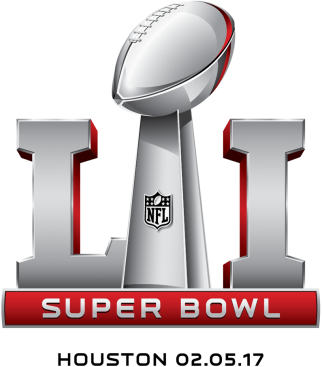 LI
NFL
SUPER BOWL
HOUSTON 02.05.17